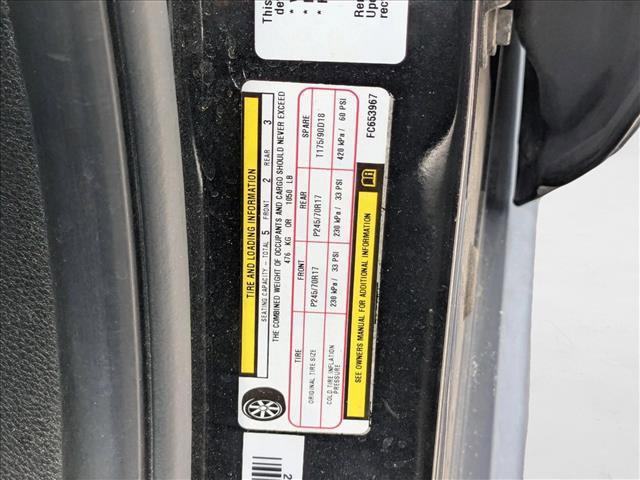 TIRE AND LOADING INFORMATION
SEATING CAPACITY - TOTAL 5 FRONT 2 REAR 3
THE COMBINED WEIGHT OF OCCUPANTS AND CARGO SHOULD NEVER EXCEED
476 KG OR 1050 LB
TIRE FRONT REAR SPARE
ORIGINAL TIRE SIZE P245/70R17 P245/70R17 T175/90D18
COLD TIRE INFLATION PRESSURE 230 kPa / 33 PSI 230 kPa / 33 PSI 420 kPa / 60 PSI
SEE OWNERS MANUAL FOR ADDITIONAL INFORMATION
FC653967
This
Upo